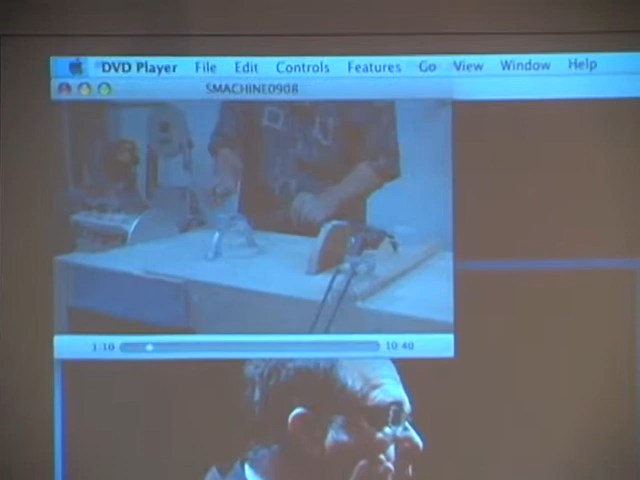 DVD Player File Edit Controls Features Go View Window Help
SMACHINE0908
1:10 10:40